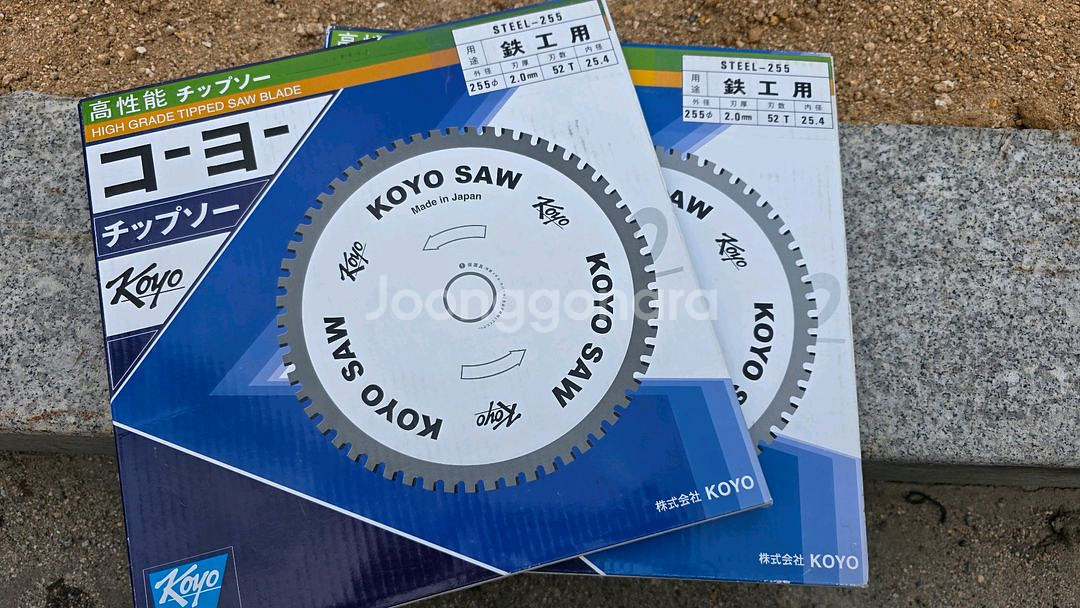 高性能 チップソー
HIGH GRADE TIPPED SAW BLADE
コーヨー
チップソー
Koyo
STEEL-255
用途 鉄工用
外径 刃厚 刃数 内径
255φ 2.0mm 52T 25.4
KOYO SAW
Made in Japan
Koyo
Koyo
KOYO SAW
KOYO SAW
Koyo
株式会社 KOYO
Koyo
STEEL-255
用途 鉄工用
外径 刃厚 刃数 内径
255φ 2.0mm 52T 25.4
AW
Koyo
KOYO S
株式会社 KOYO
Joonggonara